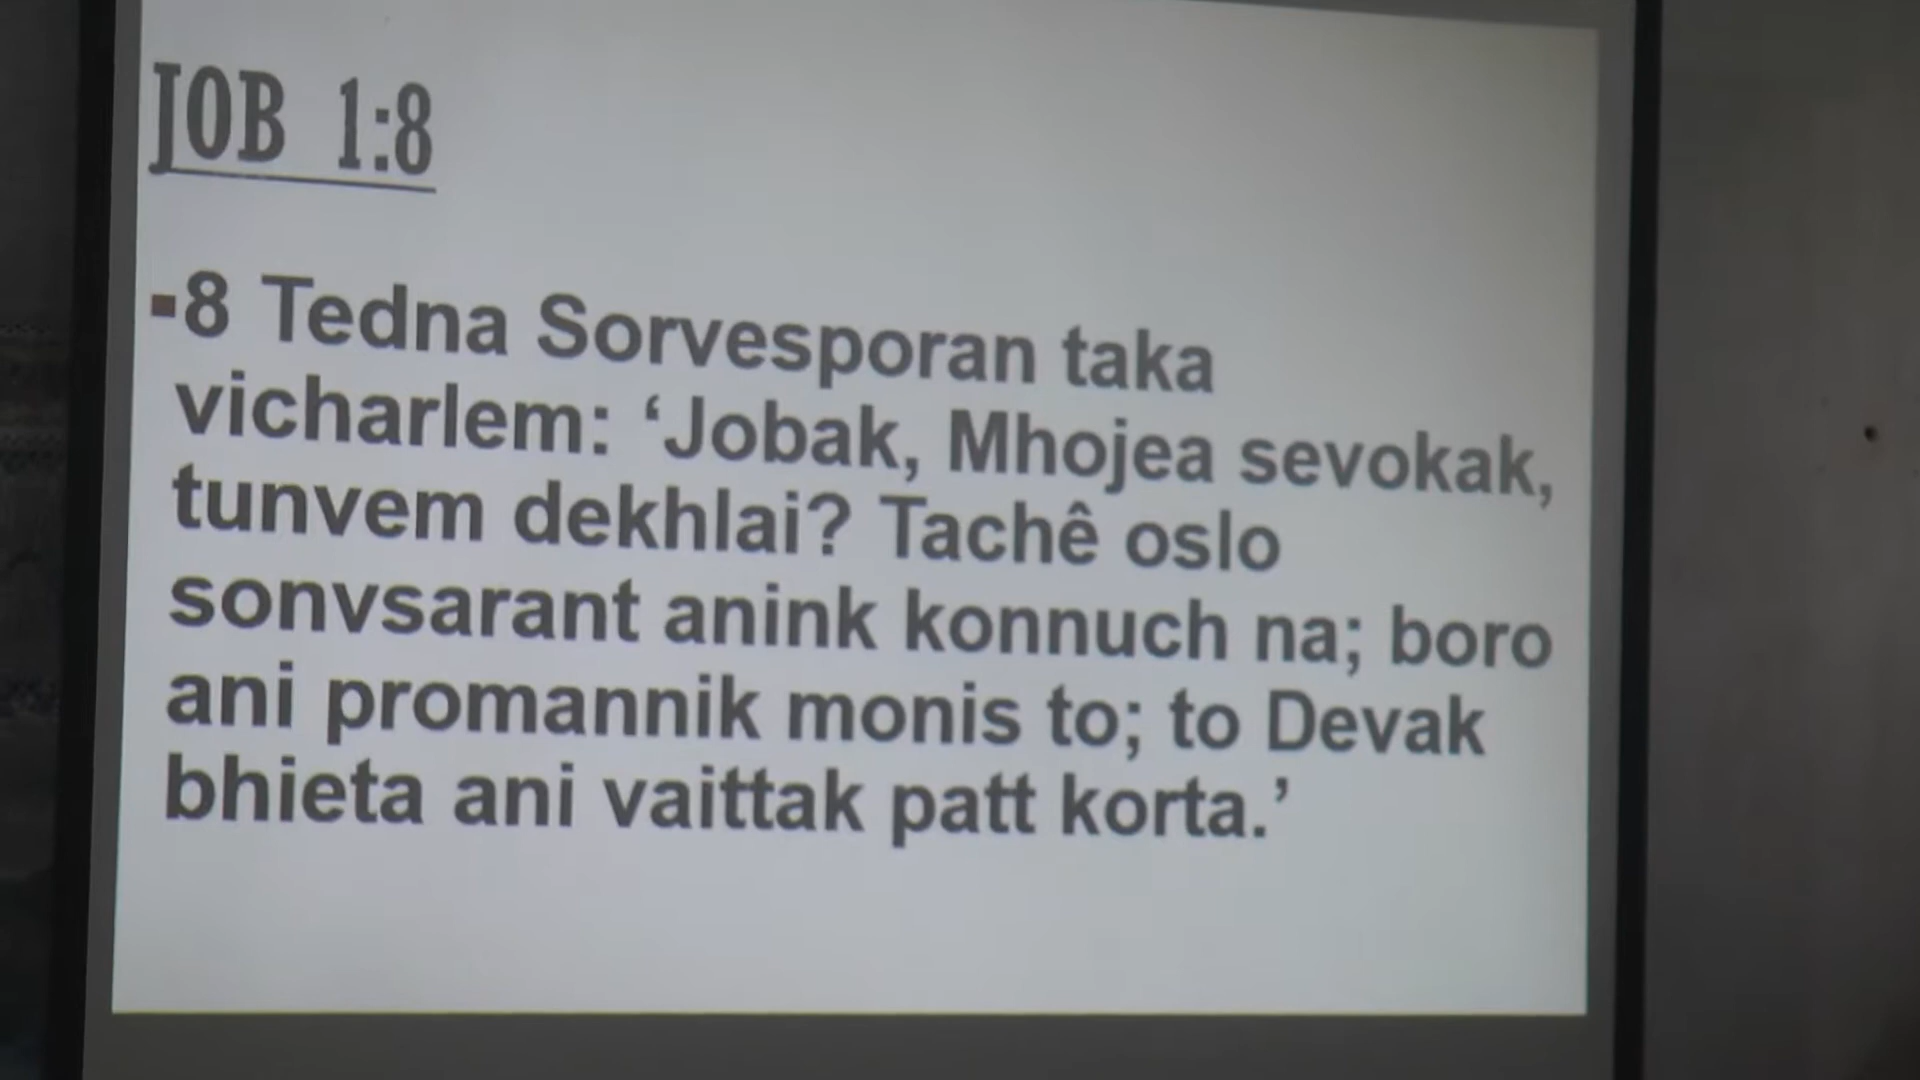 JOB 1:8
▪8 Tedna Sorvesporan taka
vicharlem: ‘Jobak, Mhojea sevokak,
tunvem dekhlai? Tachê oslo
sonvsarant anink konnuch na; boro
ani promannik monis to; to Devak
bhieta ani vaittak patt korta.’